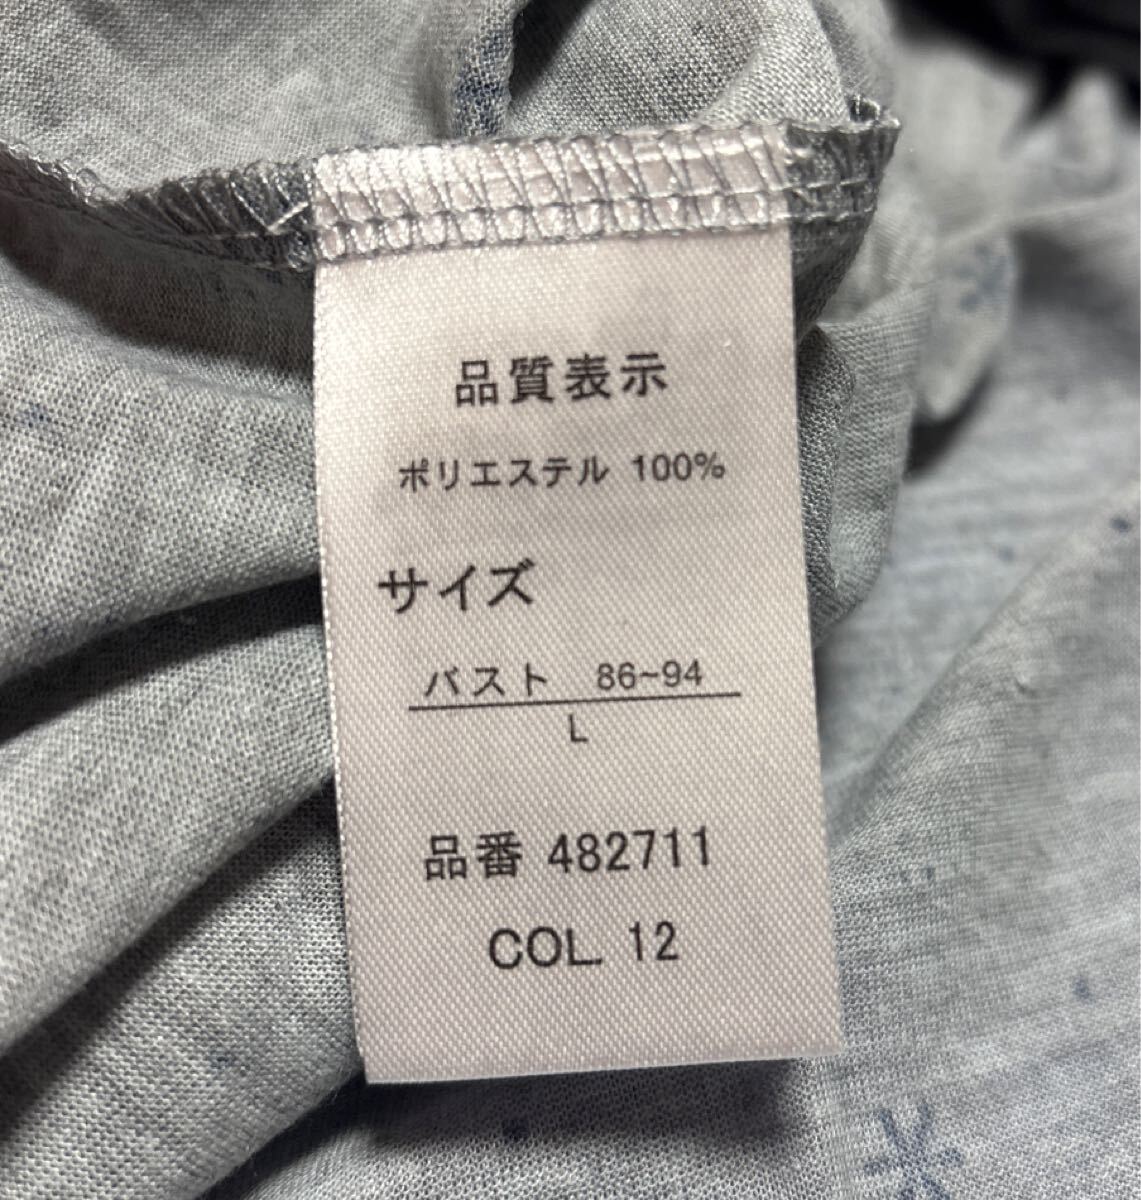 品質表示
ポリエステル 100%
サイズ
バスト 86~94
L
品番 482711
COL. 12